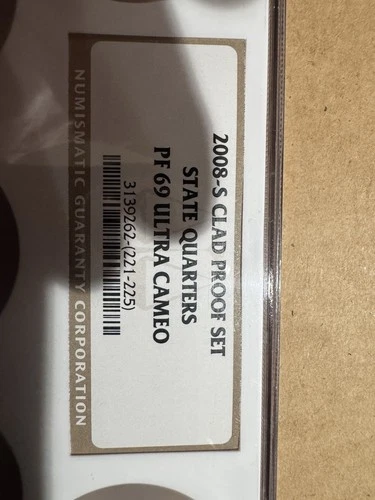 2008-S CLAD PROOF SET
STATE QUARTERS
PF 69 ULTRA CAMEO
3139262-(221-225)
NUMISMATIC GUARANTY CORPORATION